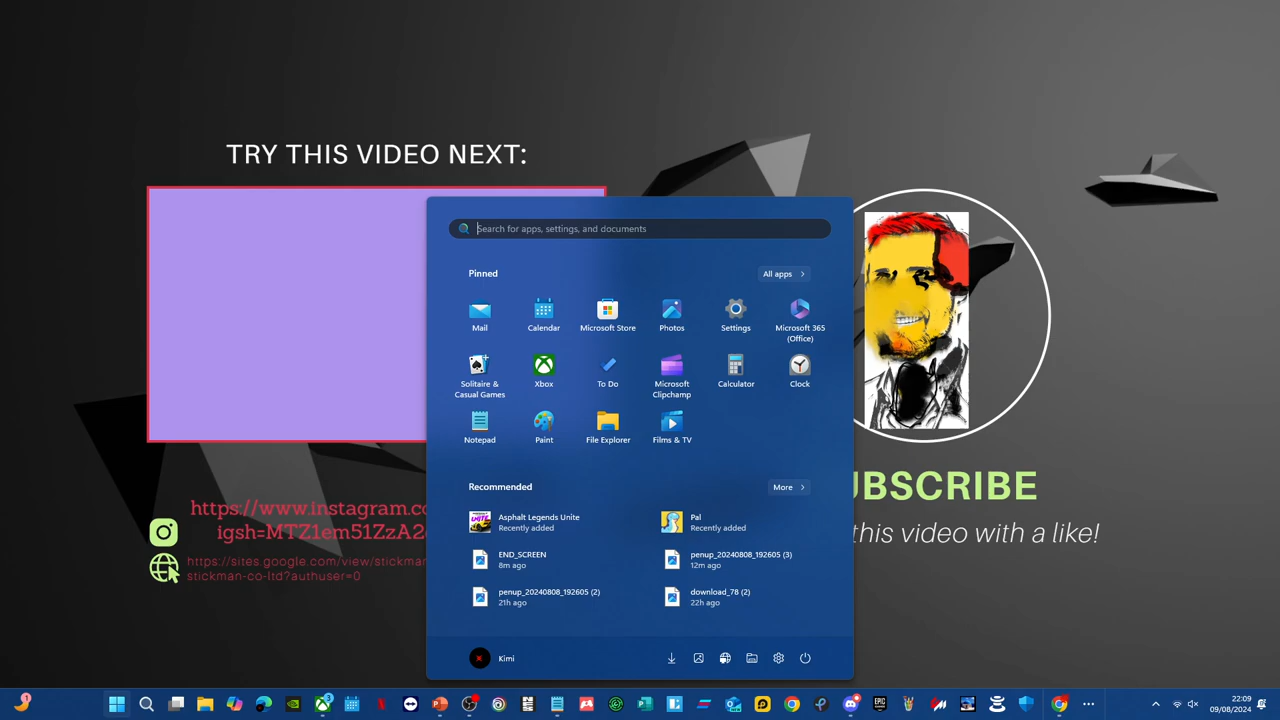 TRY THIS VIDEO NEXT:
Search for apps, settings, and documents
Pinned
All apps
Mail
Calendar
Microsoft Store
Photos
Settings
Microsoft 365
(Office)
Solitaire &
Casual Games
Xbox
To Do
Microsoft
Clipchamp
Calculator
Clock
Notepad
Paint
File Explorer
Films & TV
Recommended
More
Asphalt Legends Unite
Recently added
Pal
Recently added
END_SCREEN
8m ago
penup_20240808_192605 (3)
12m ago
penup_20240808_192605 (2)
21h ago
download_78 (2)
22h ago
Kimi
UBSCRIBE
this video with a like!
https://www.instagram.co
igsh=MTZ1em51ZzA2
https://sites.google.com/view/stickmar
stickman-co-ltd?authuser=0
1
3
22:09
09/08/2024